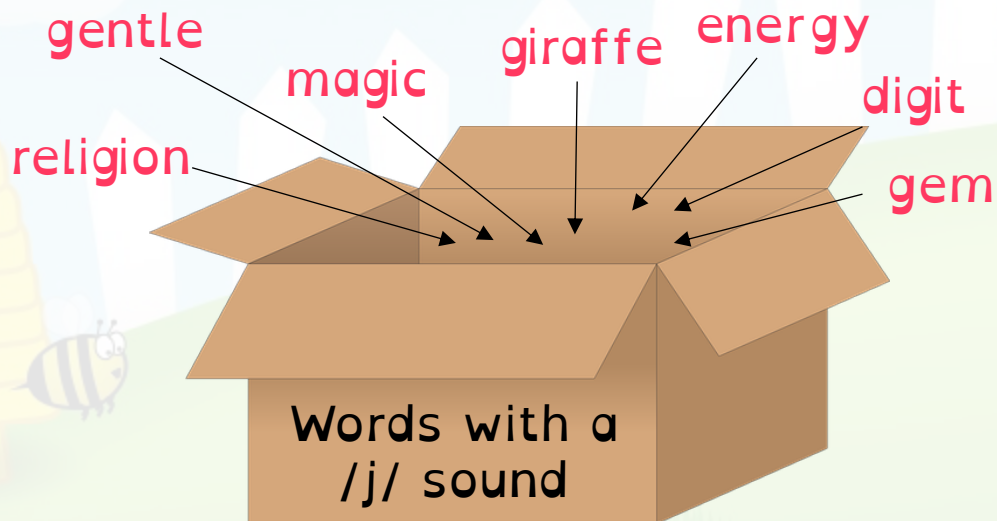 gentle
magic
giraffe
energy
digit
religion
gem
Words with a
/j/ sound